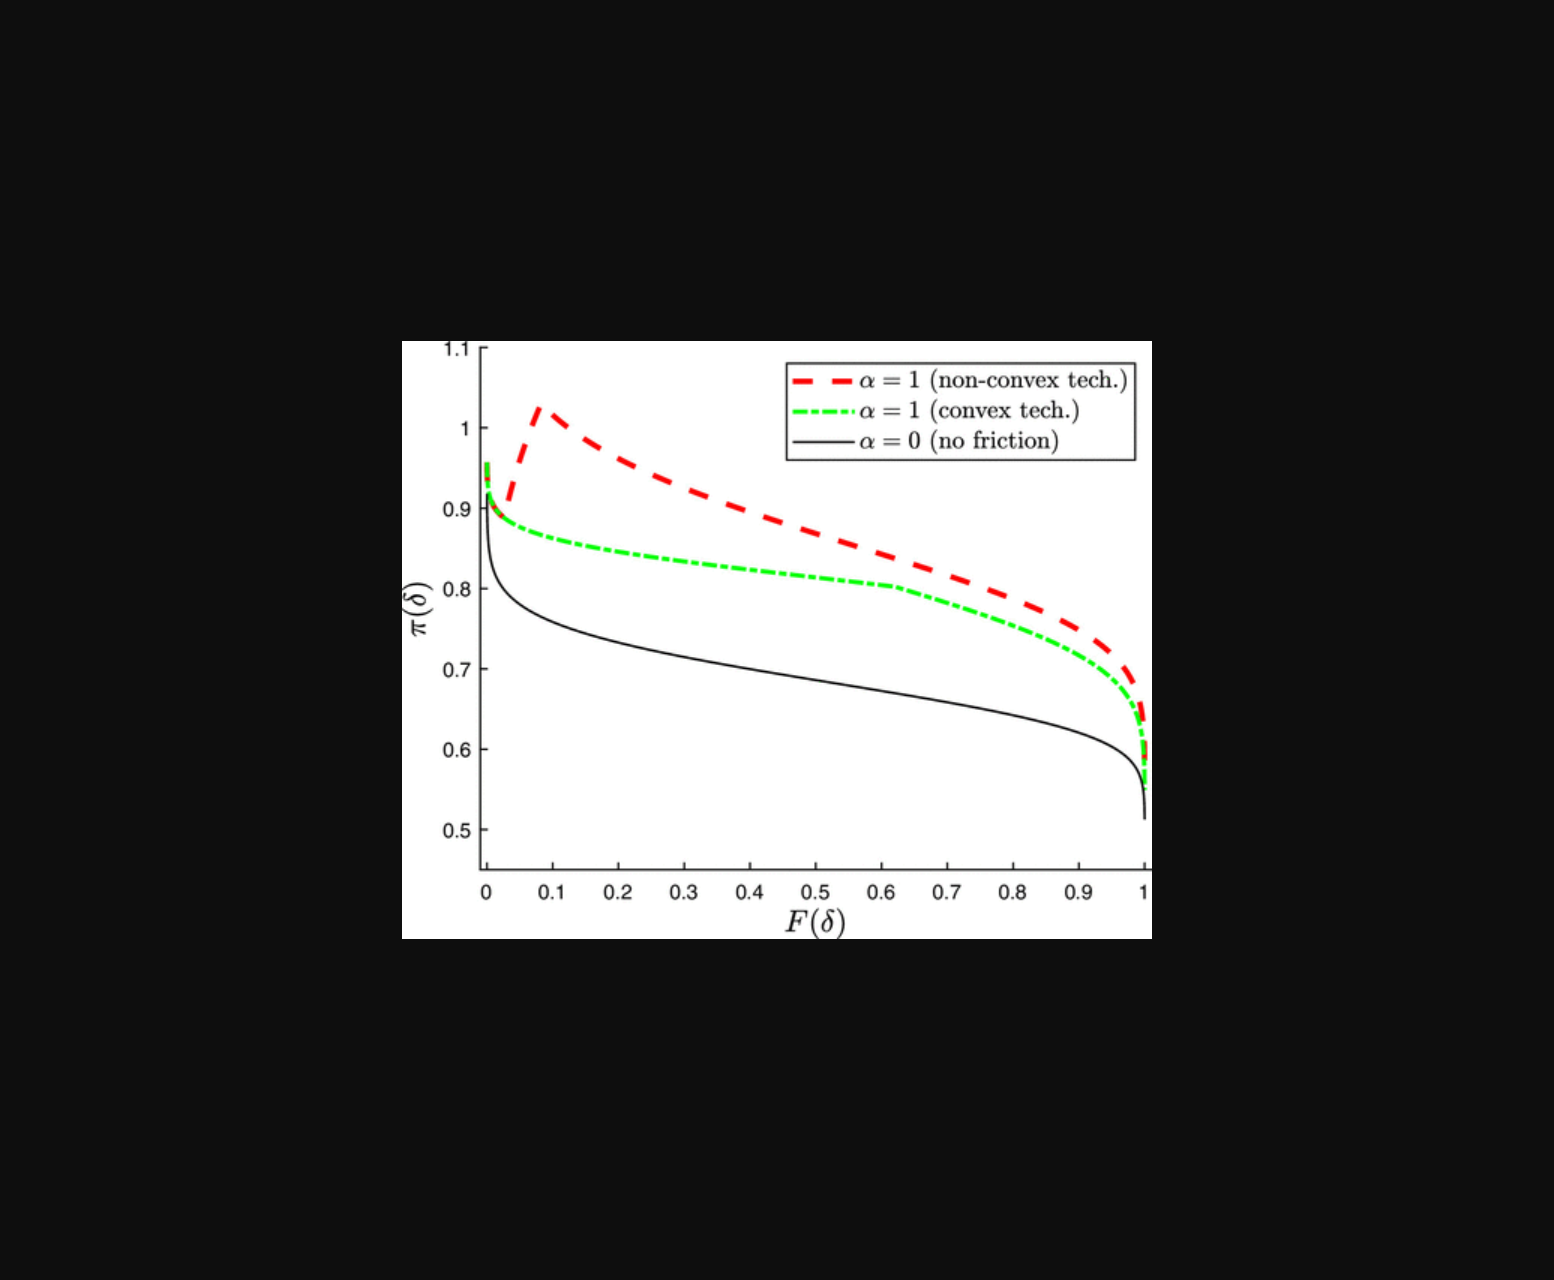 1.1
1
0.9
0.8
0.7
0.6
0.5
π(δ)
α = 1 (non-convex tech.)
α = 1 (convex tech.)
α = 0 (no friction)
0 0.1 0.2 0.3 0.4 0.5 0.6 0.7 0.8 0.9 1
F(δ)